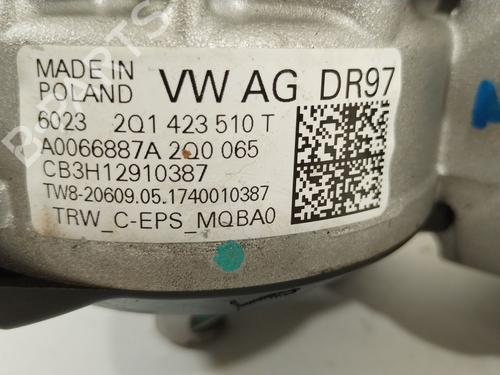 B-PARTS
MADE IN POLAND VW AG DR97
6023 2Q1 423 510 T
A0066887A 2Q0 065
CB3H12910387
TW8-20609.05.1740010387
TRW_C-EPS_MQBA0